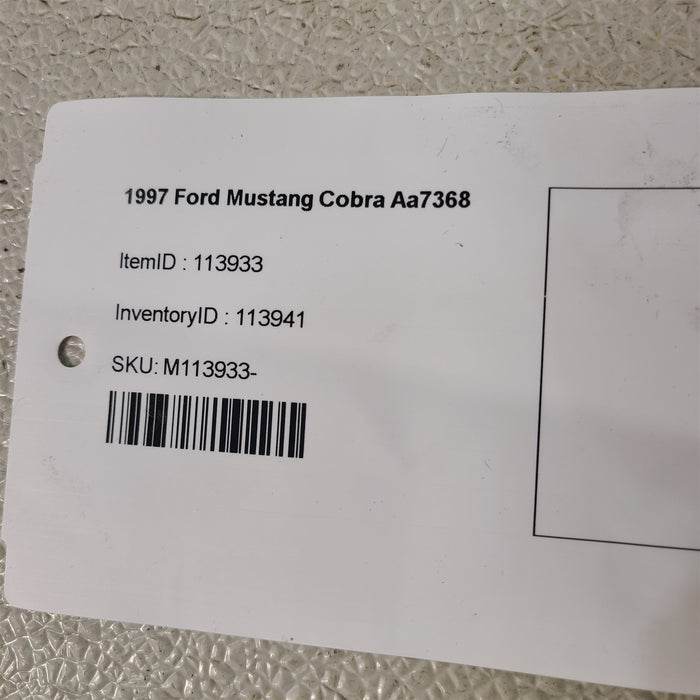 1997 Ford Mustang Cobra Aa7368
ItemID : 113933
InventoryID : 113941
SKU: M113933-